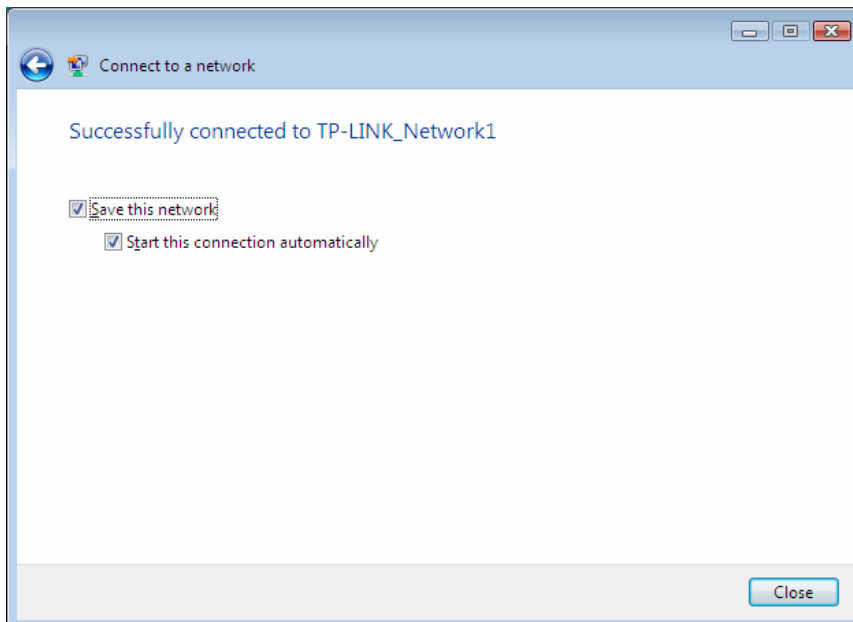 Connect to a network
Successfully connected to TP-LINK_Network1
Save this network
Start this connection automatically
Close